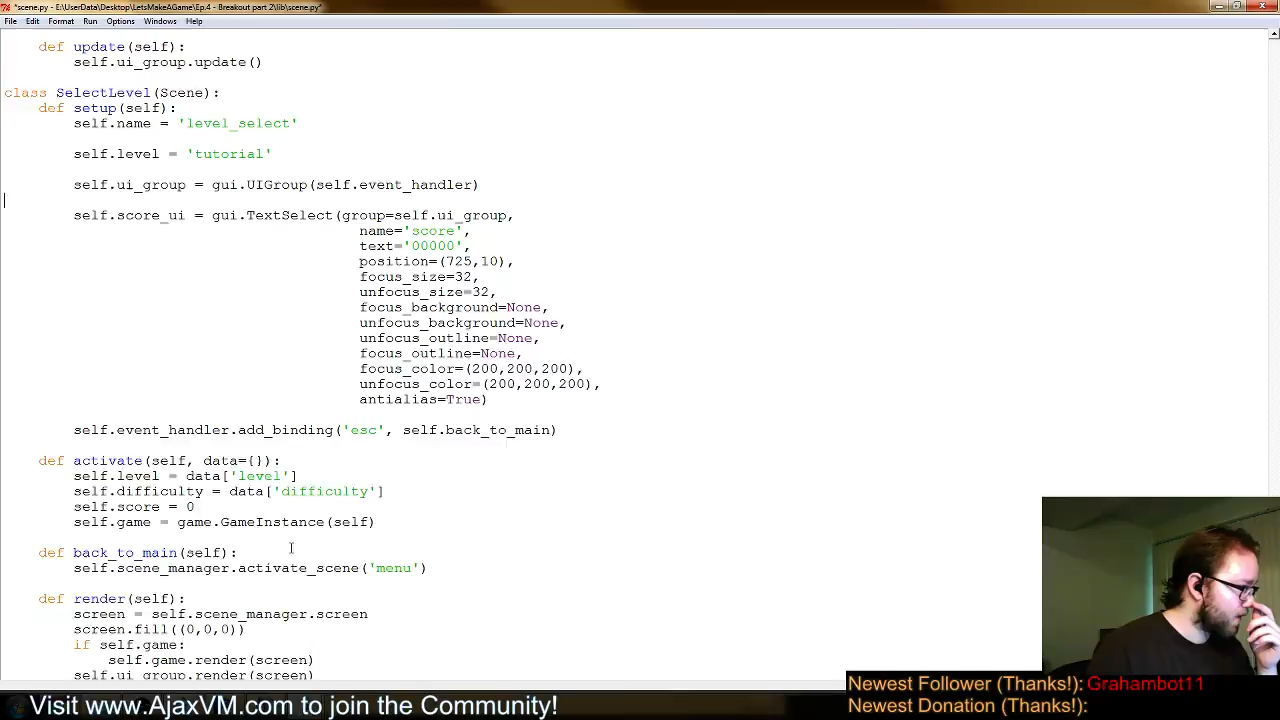 *scene.py - E:\UserData\Desktop\LetsMakeAGame\Ep.4 - Breakout part 2\lib\scene.py*
File Edit Format Run Options Windows Help
def update(self):
self.ui_group.update()
class SelectLevel(Scene):
def setup(self):
self.name = 'level_select'
self.level = 'tutorial'
self.ui_group = gui.UIGroup(self.event_handler)
self.score_ui = gui.TextSelect(group=self.ui_group,
name='score',
text='00000',
position=(725,10),
focus_size=32,
unfocus_size=32,
focus_background=None,
unfocus_background=None,
unfocus_outline=None,
focus_outline=None,
focus_color=(200,200,200),
unfocus_color=(200,200,200),
antialias=True)
self.event_handler.add_binding('esc', self.back_to_main)
def activate(self, data={}):
self.level = data['level']
self.difficulty = data['difficulty']
self.score = 0
self.game = game.GameInstance(self)
def back_to_main(self):
self.scene_manager.activate_scene('menu')
def render(self):
screen = self.scene_manager.screen
screen.fill((0,0,0))
if self.game:
self.game.render(screen)
self.ui_group.render(screen)
Newest Follower (Thanks!): Grahambot11
Newest Donation (Thanks!):
Visit www.AjaxVM.com to join the Community!